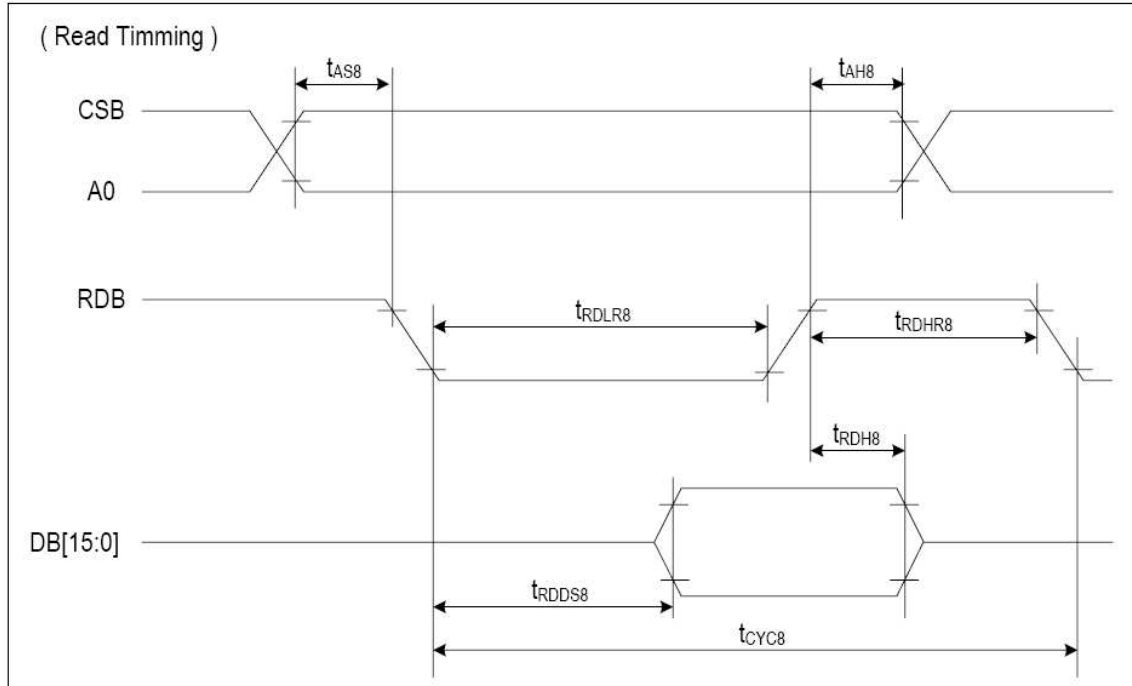 ( Read Timming )
tAS8
tAH8
CSB
A0
RDB
tRDLR8
tRDHR8
tRDH8
DB[15:0]
tRDDS8
tCYC8